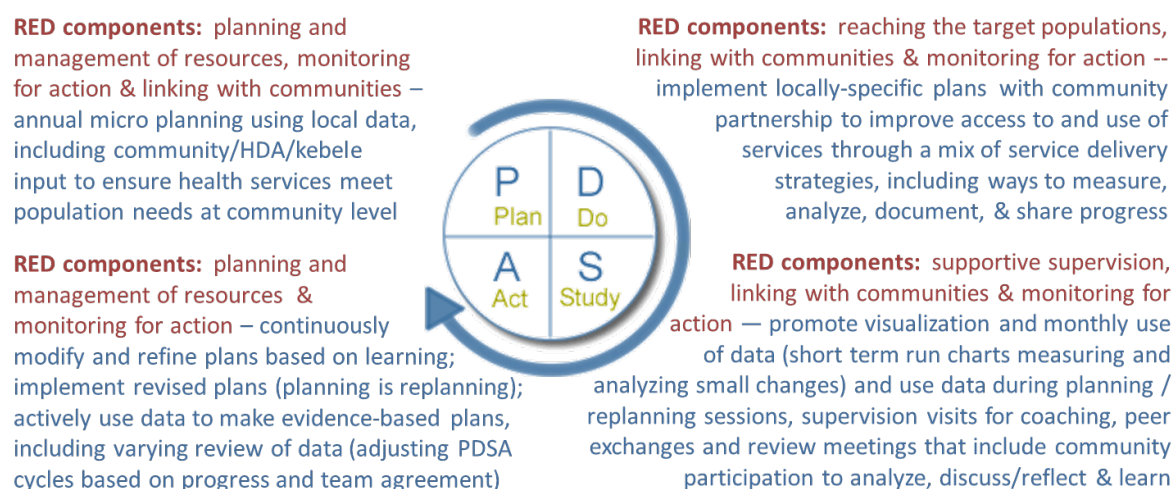 RED components: planning and
management of resources, monitoring
for action & linking with communities –
annual micro planning using local data,
including community/HDA/kebele
input to ensure health services meet
population needs at community level
RED components: reaching the target populations,
linking with communities & monitoring for action --
implement locally-specific plans with community
partnership to improve access to and use of
services through a mix of service delivery
strategies, including ways to measure,
analyze, document, & share progress
P
Plan
D
Do
A
Act
S
Study
RED components: planning and
management of resources &
monitoring for action – continuously
modify and refine plans based on learning;
implement revised plans (planning is replanning);
actively use data to make evidence-based plans,
including varying review of data (adjusting PDSA
cycles based on progress and team agreement)
RED components: supportive supervision,
linking with communities & monitoring for
action — promote visualization and monthly use
of data (short term run charts measuring and
analyzing small changes) and use data during planning /
replanning sessions, supervision visits for coaching, peer
exchanges and review meetings that include community
participation to analyze, discuss/reflect & learn